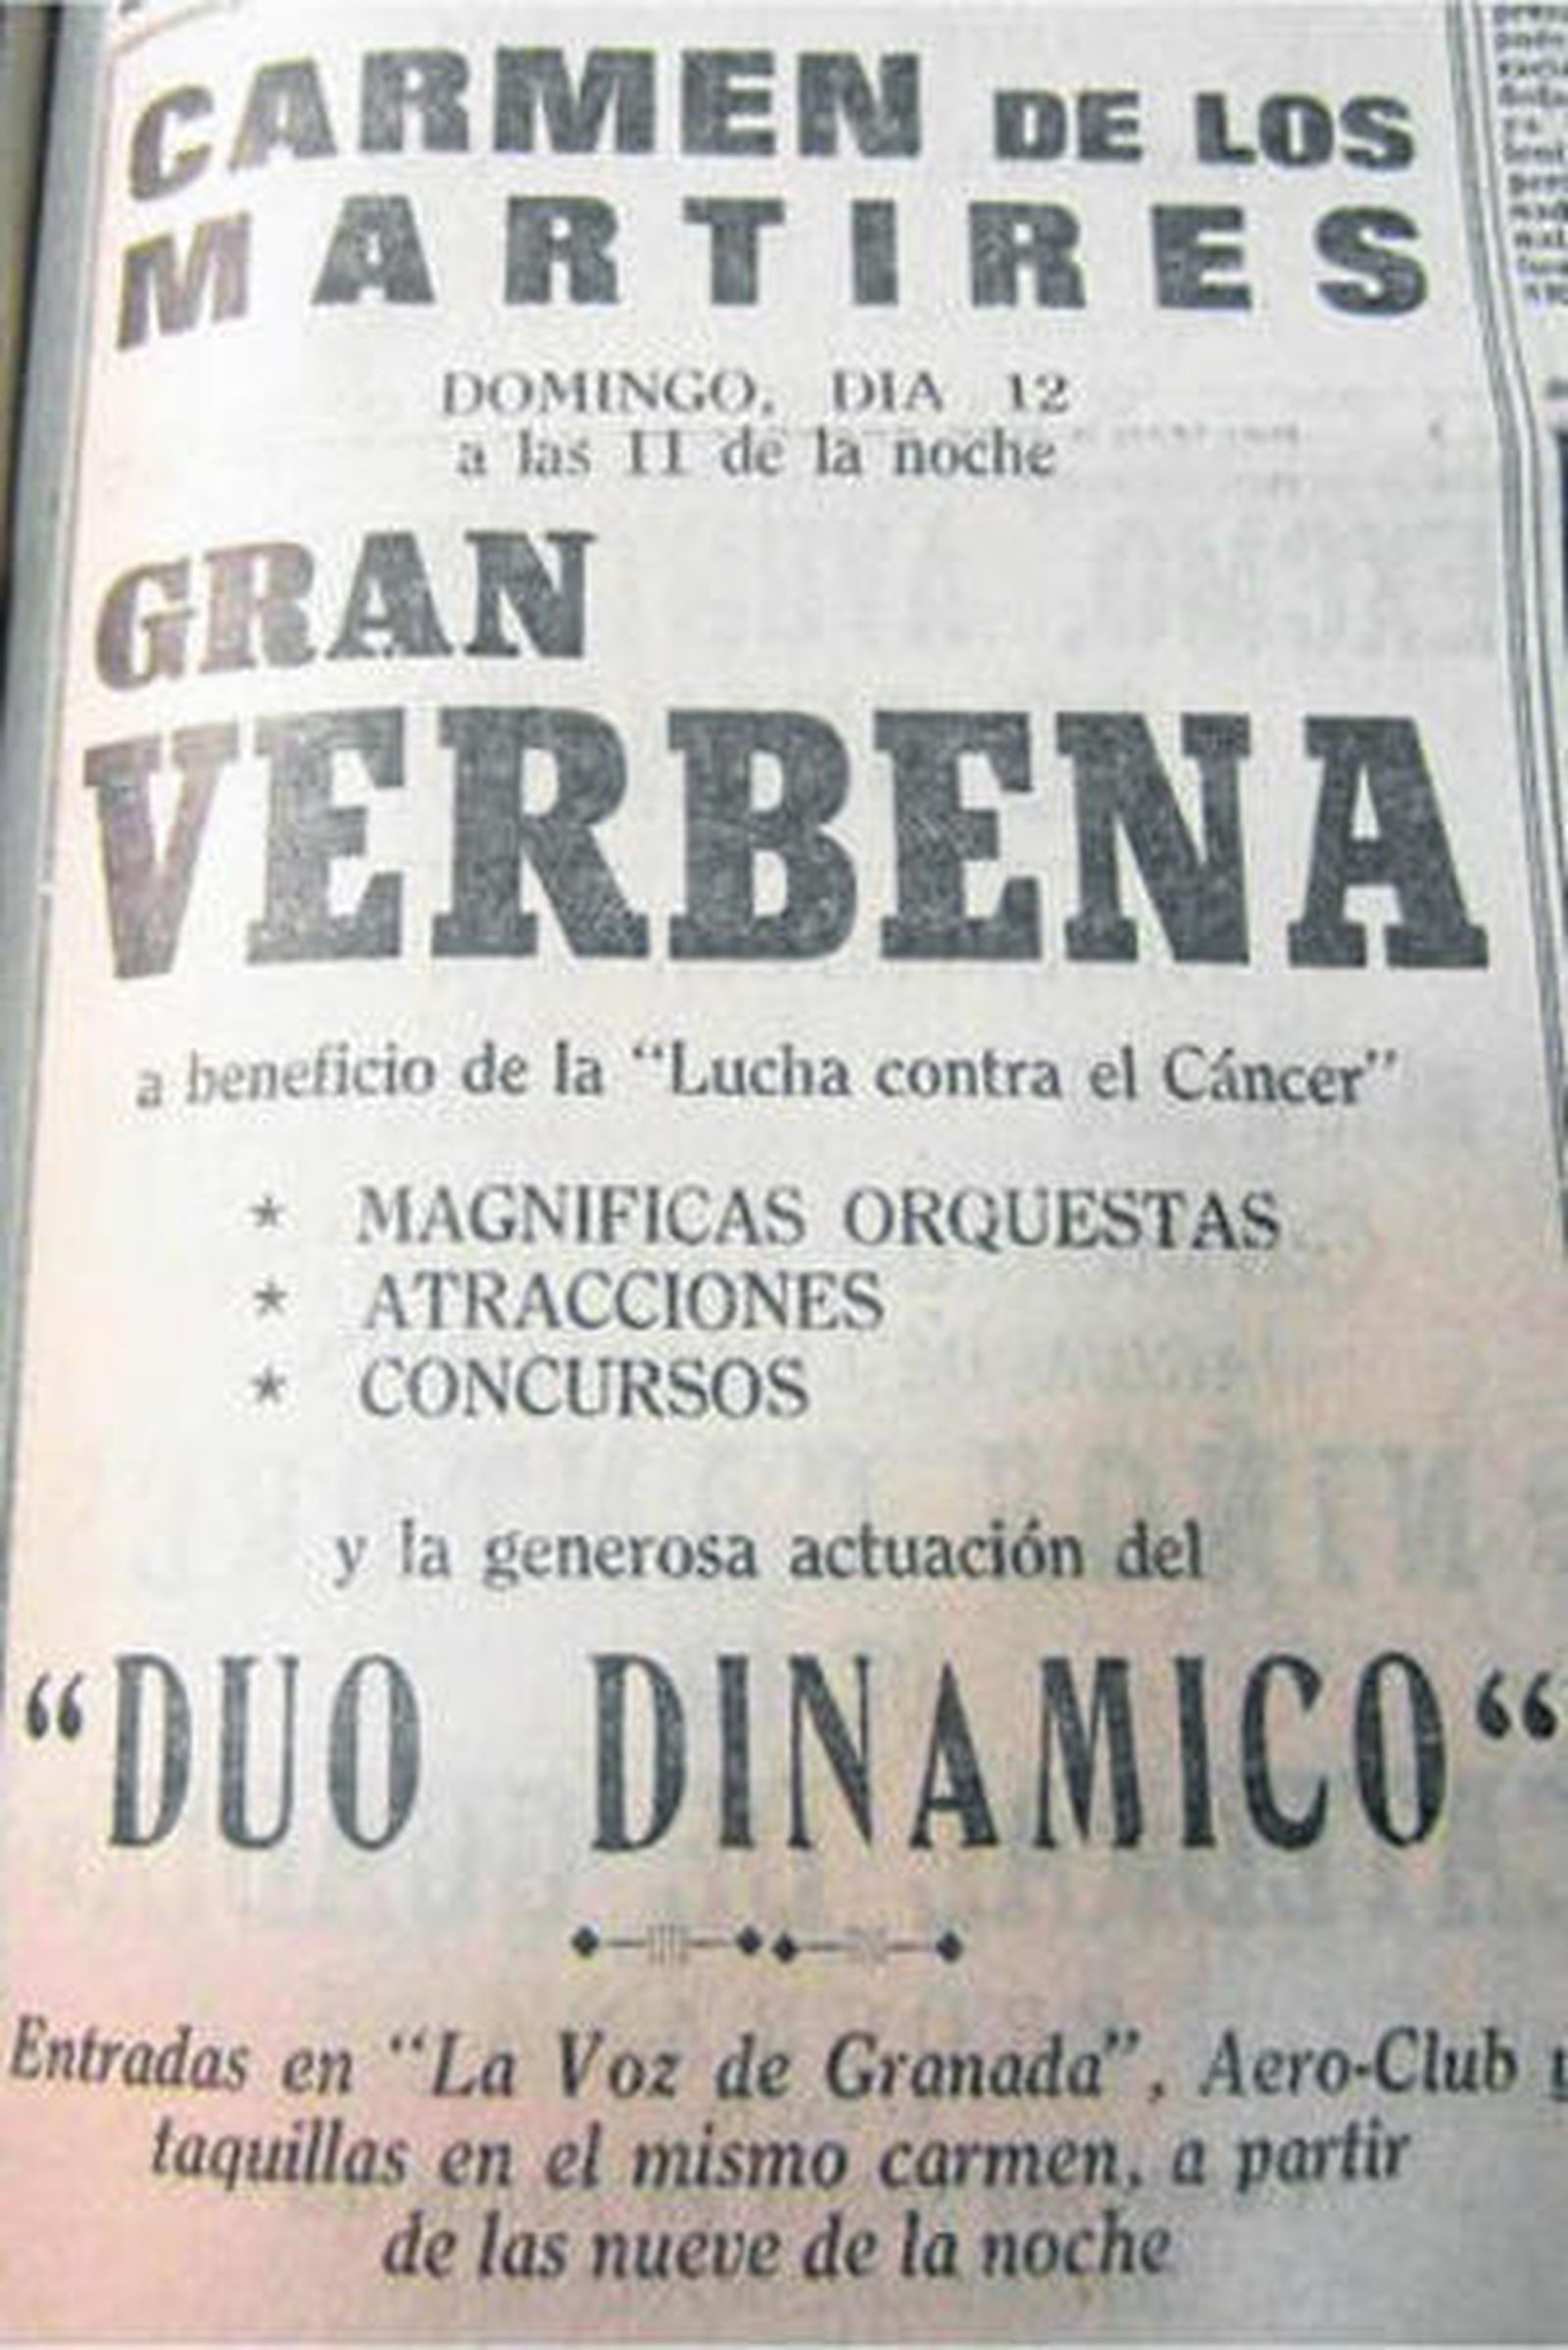 CARMEN DE LOS
MARTIRES
DOMINGO, DIA 12
a las 11 de la noche
GRAN
VERBENA
a beneficio de la “Lucha contra el Cáncer”
* MAGNIFICAS ORQUESTAS
* ATRACCIONES
* CONCURSOS
y la generosa actuación del
“DUO DINAMICO“
Entradas en “La Voz de Granada”, Aero-Club y
taquillas en el mismo carmen, a partir
de las nueve de la noche